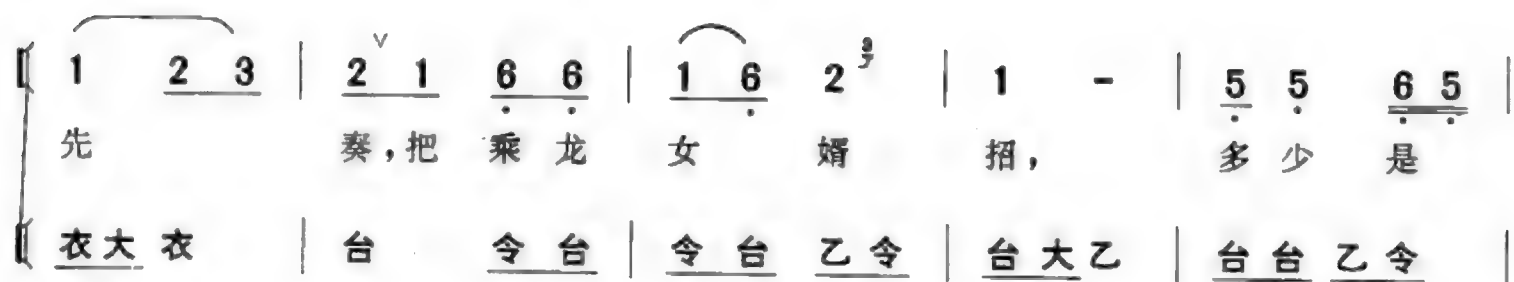 1 2 3 | 2 1 6 6 | 1 6 2 | 1 - | 5 5 6 5 |
先 奏，把 乘 龙 女 婿 招， 多 少 是
衣大 衣 | 台 令 台 | 令 台 乙 令 | 台 大 乙 | 台 台 乙 令 |